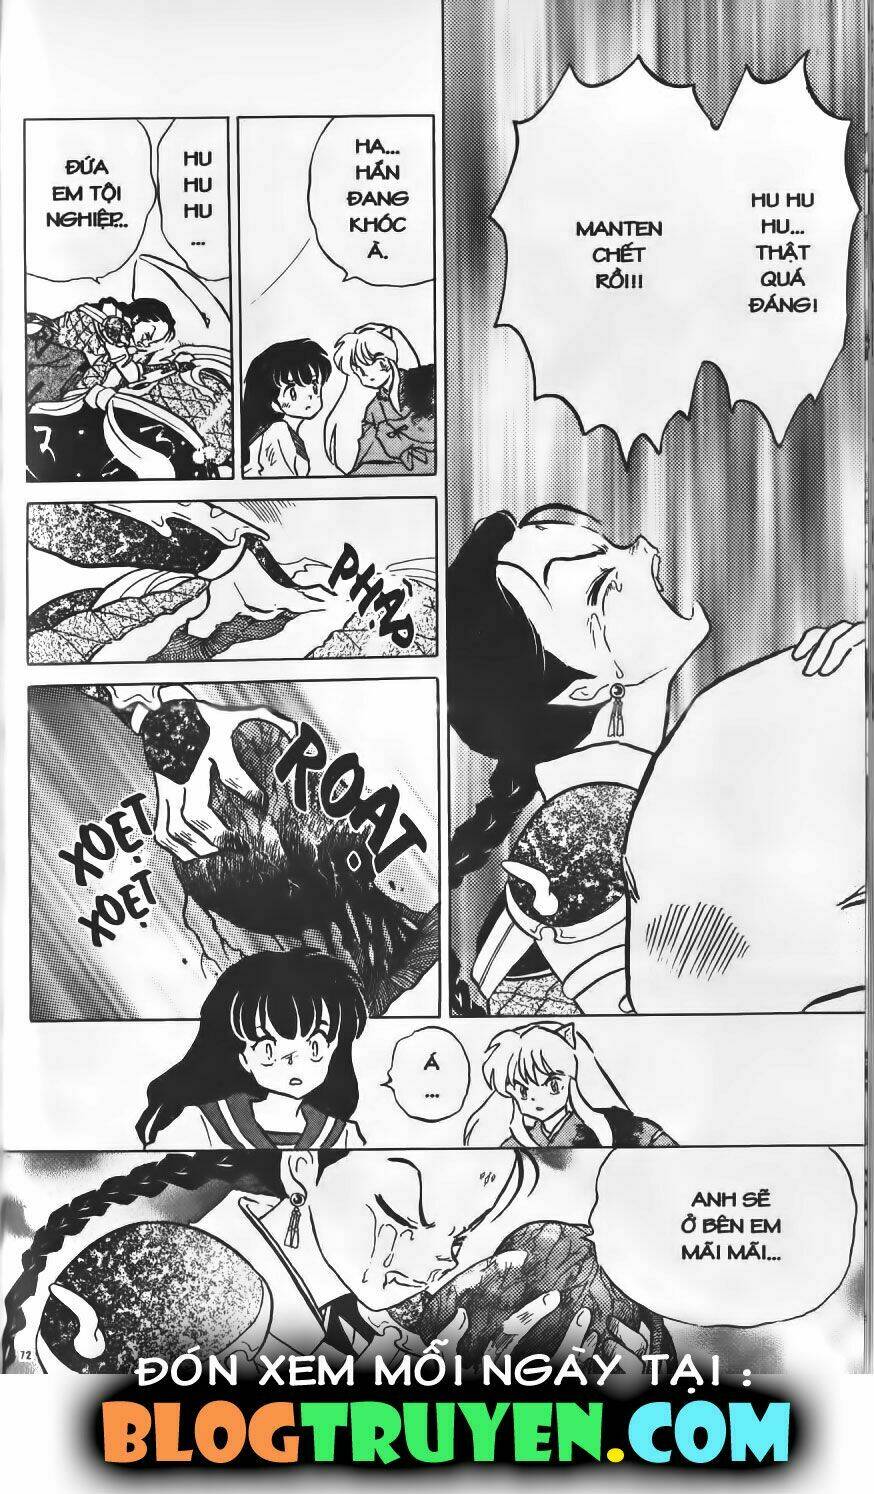 HU HU
HU...
THẬT
QUÁ
ĐÁNG!
MANTEN
CHẾT
RỒI!!!
HA...
HẮN
ĐANG
KHÓC
À.
HU
HU
HU
...
ĐỨA
EM TỘI
NGHIỆP...
PHẬP
ROẠT
XOẸT
XOẸT
Á
...
ANH SẼ
Ở BÊN EM
MÃI MÃI...
72
ĐÓN XEM MỖI NGÀY TẠI :
BLOGTRUYEN.COM